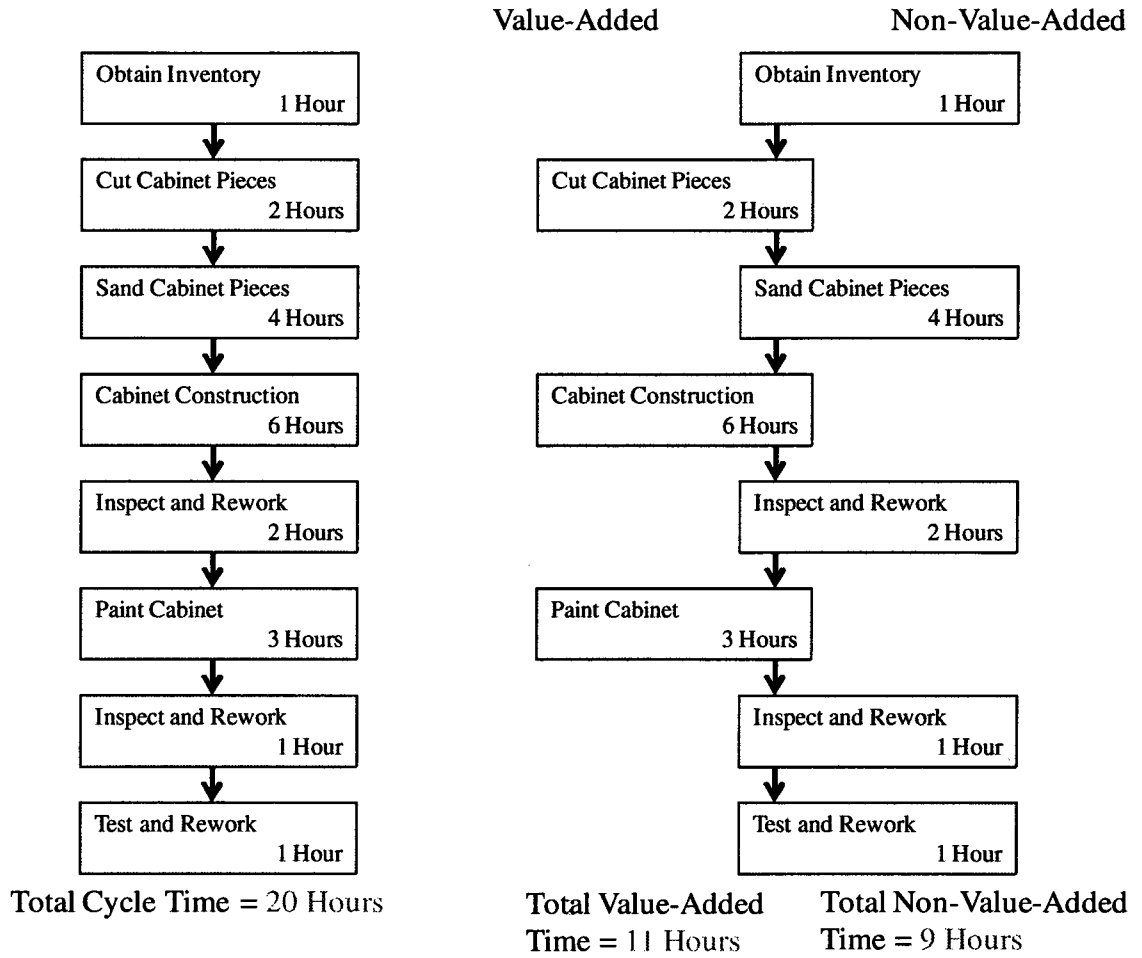 Value-Added
Non-Value-Added
Obtain Inventory
1 Hour
Cut Cabinet Pieces
2 Hours
Sand Cabinet Pieces
4 Hours
Cabinet Construction
6 Hours
Inspect and Rework
2 Hours
Paint Cabinet
3 Hours
Inspect and Rework
1 Hour
Test and Rework
1 Hour
Total Cycle Time = 20 Hours
Obtain Inventory
1 Hour
Cut Cabinet Pieces
2 Hours
Sand Cabinet Pieces
4 Hours
Cabinet Construction
6 Hours
Inspect and Rework
2 Hours
Paint Cabinet
3 Hours
Inspect and Rework
1 Hour
Test and Rework
1 Hour
Total Value-Added
Time = 11 Hours
Total Non-Value-Added
Time = 9 Hours